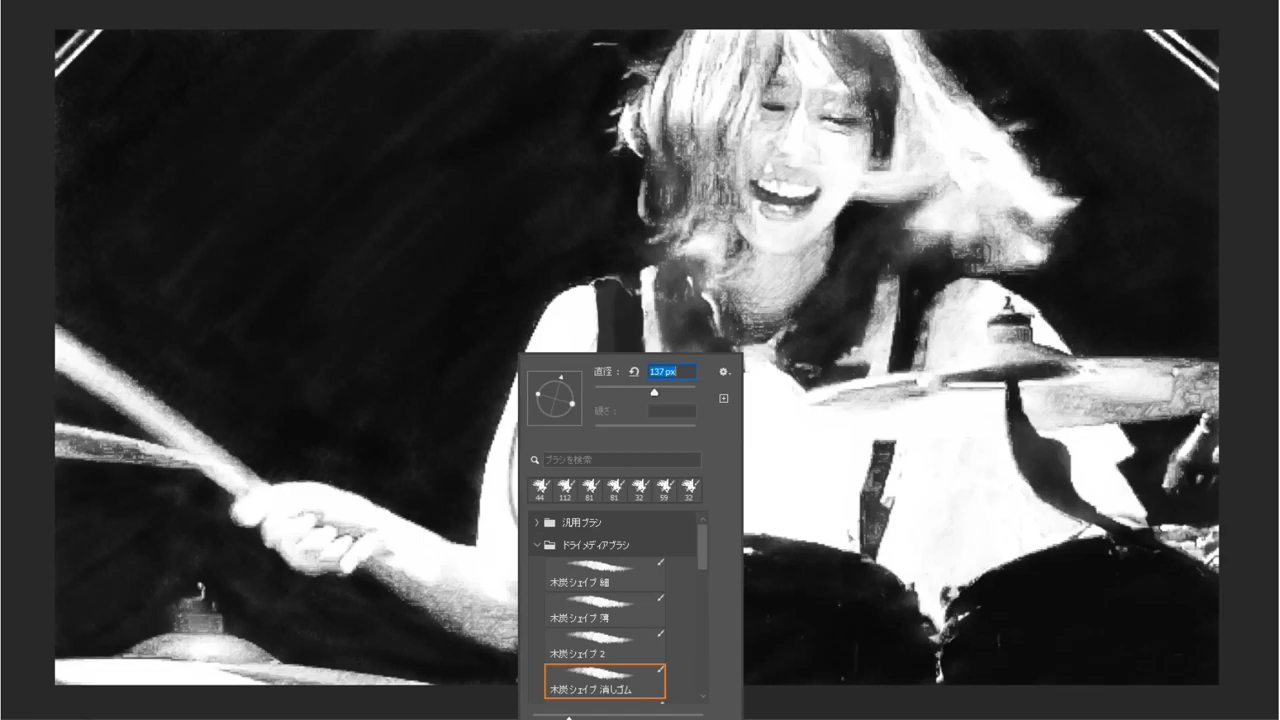 直径：
137 px
硬さ：
ブラシを検索
44 112 81 81 32 59 32
汎用ブラシ
ドライメディアブラシ
木炭シェイプ 細
木炭シェイプ 薄
木炭シェイプ 2
木炭シェイプ 消しゴム